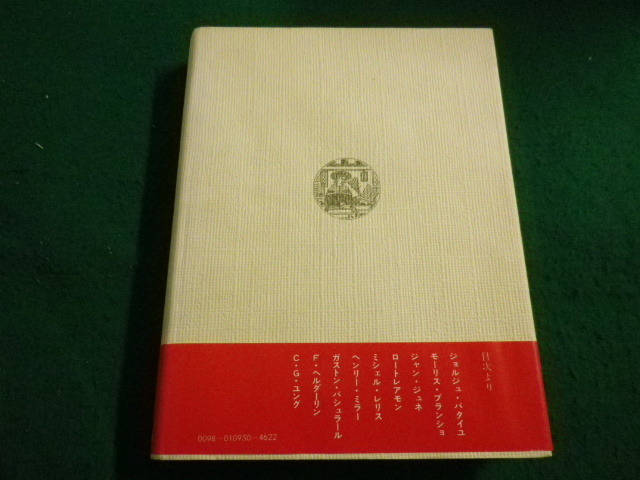 目次より
ジョルジュ・バタイユ
モーリス・ブランショ
ジャン・ジュネ
ロートレアモン
ミシェル・レリス
ヘンリー・ミラー
ガストン・バシュラール
F・ヘルダーリン
C・G・ユング
0098-010950-4622